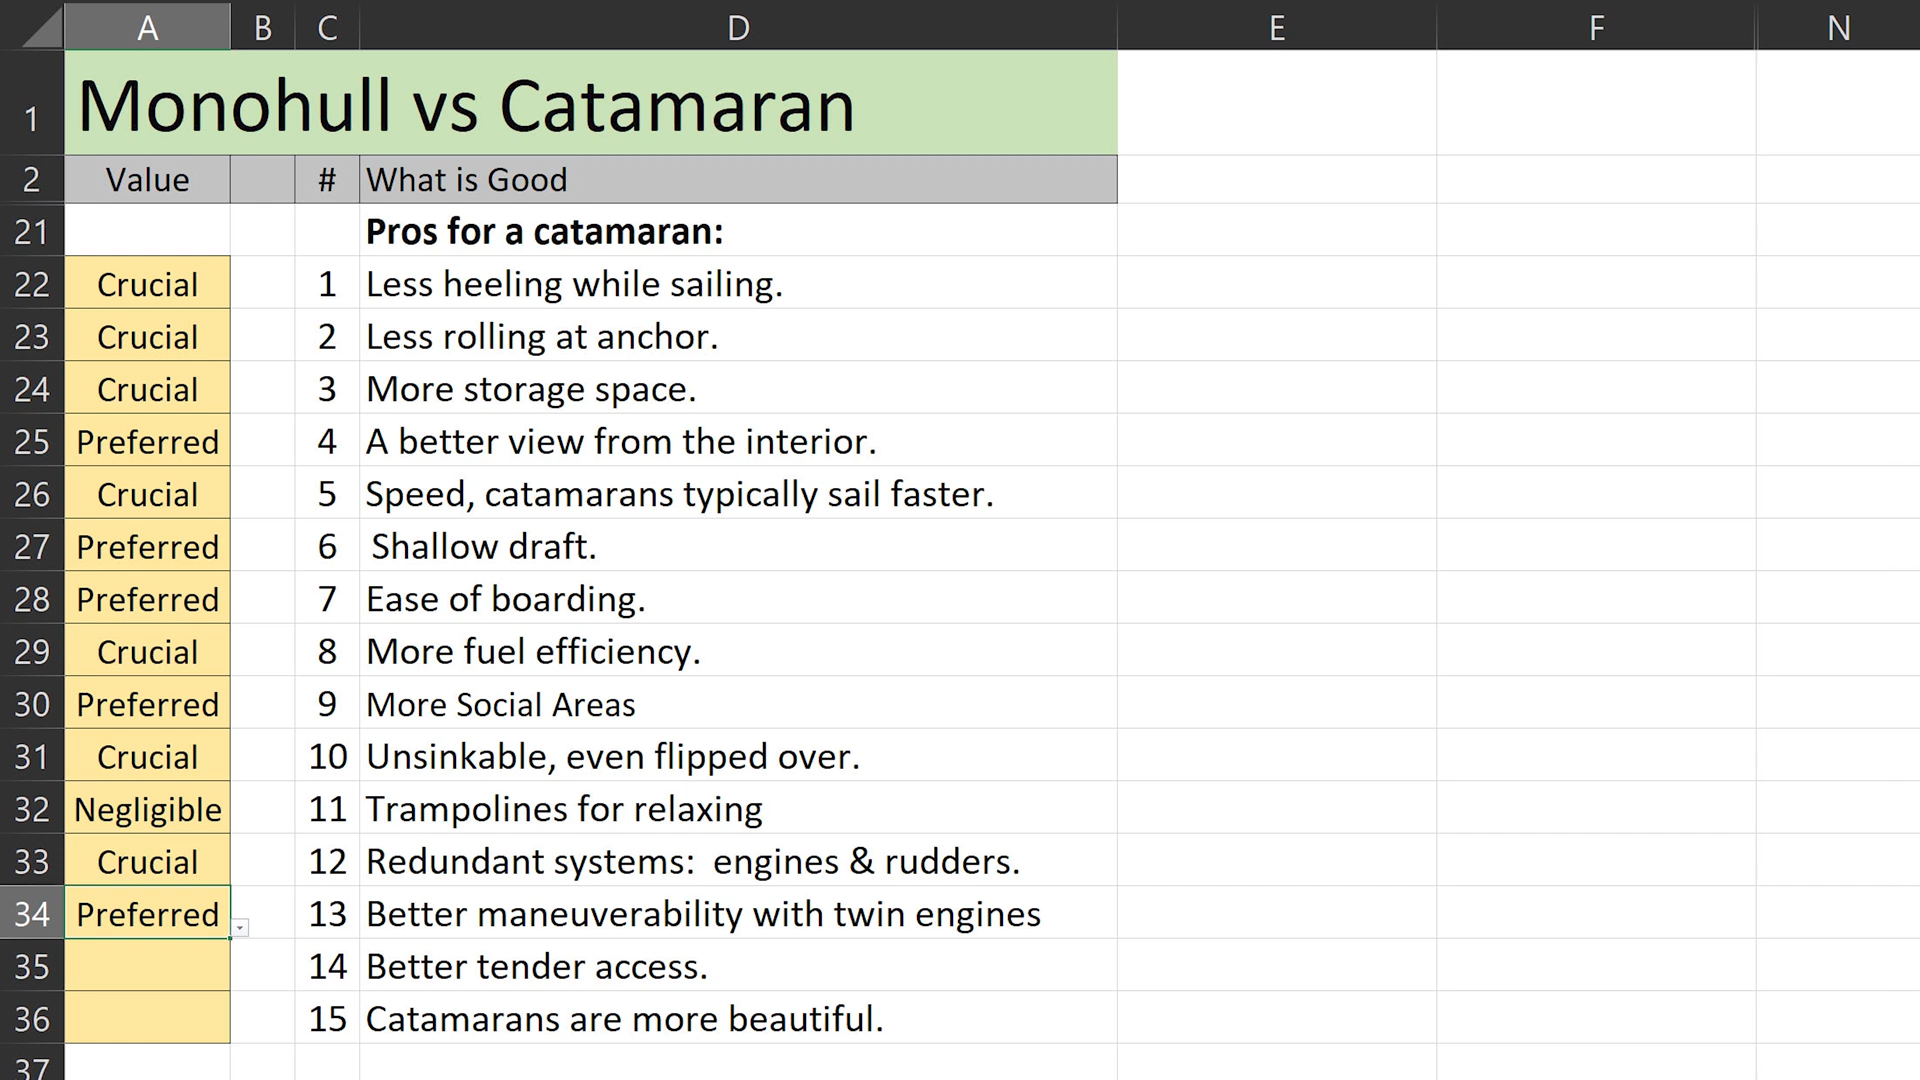 A B C D E F N
1 Monohull vs Catamaran
2 Value # What is Good
21 Pros for a catamaran:
22 Crucial 1 Less heeling while sailing.
23 Crucial 2 Less rolling at anchor.
24 Crucial 3 More storage space.
25 Preferred 4 A better view from the interior.
26 Crucial 5 Speed, catamarans typically sail faster.
27 Preferred 6 Shallow draft.
28 Preferred 7 Ease of boarding.
29 Crucial 8 More fuel efficiency.
30 Preferred 9 More Social Areas
31 Crucial 10 Unsinkable, even flipped over.
32 Negligible 11 Trampolines for relaxing
33 Crucial 12 Redundant systems:  engines & rudders.
34 Preferred 13 Better maneuverability with twin engines
35 14 Better tender access.
36 15 Catamarans are more beautiful.
37